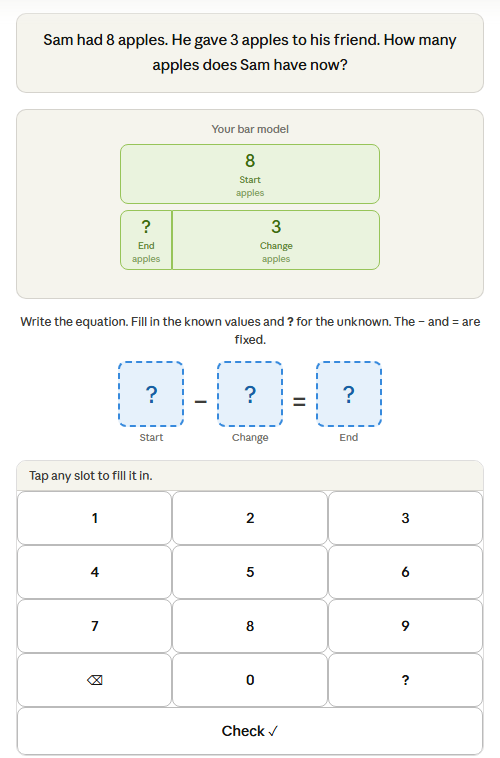 Sam had 8 apples. He gave 3 apples to his friend. How many
apples does Sam have now?
Your bar model
8
Start
apples
? 3
End Change
apples apples
Write the equation. Fill in the known values and ? for the unknown. The − and = are
fixed.
? − ? = ?
Start Change End
Tap any slot to fill it in.
1 2 3
4 5 6
7 8 9
⌫ 0 ?
Check ✓